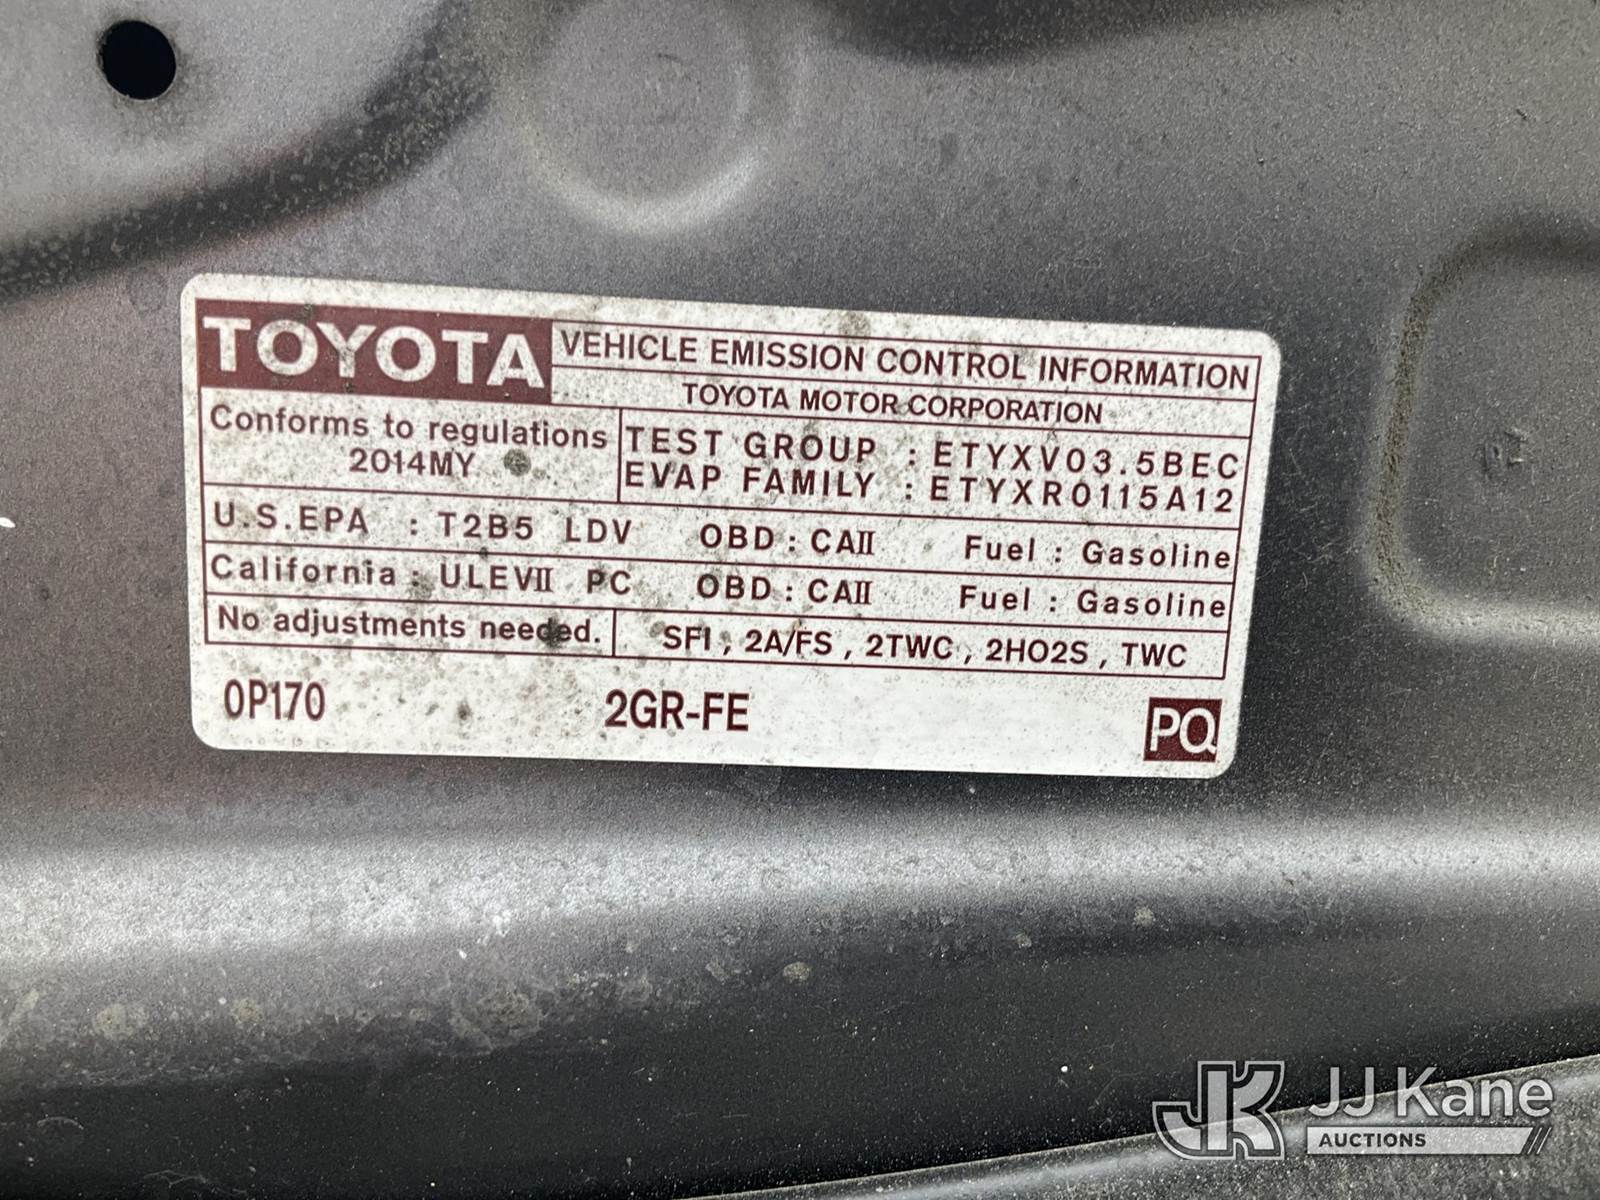 TOYOTA VEHICLE EMISSION CONTROL INFORMATION
TOYOTA MOTOR CORPORATION
Conforms to regulations
2014MY
TEST GROUP : ETYXV03.5BEC
EVAP FAMILY : ETYXR0115A12
U.S.EPA : T2B5 LDV OBD : CAII Fuel : Gasoline
California : ULEVII PC OBD : CAII Fuel : Gasoline
No adjustments needed. SFI , 2A/FS , 2TWC , 2HO2S , TWC
0P170 2GR-FE PQ
JK JJ Kane
AUCTIONS